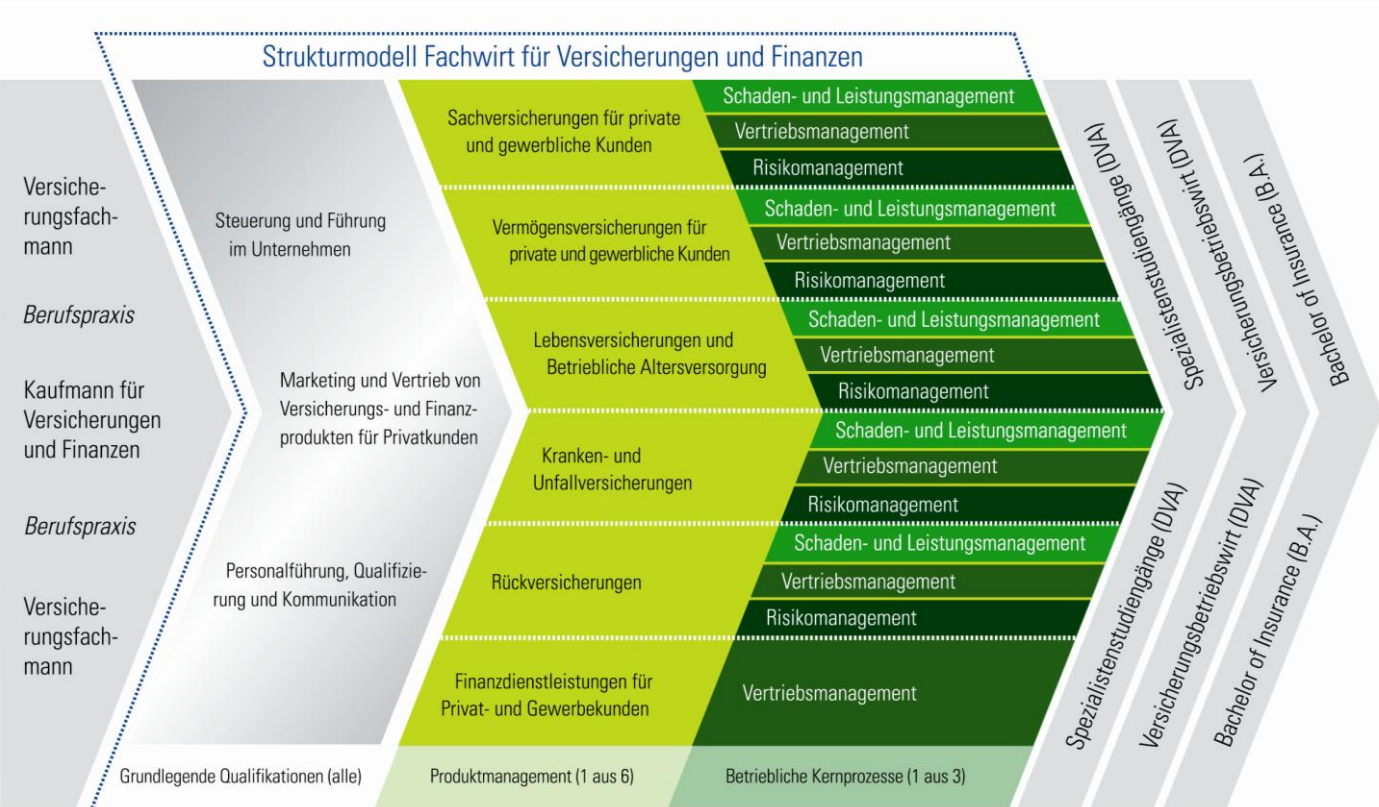 Strukturmodell Fachwirt für Versicherungen und Finanzen
Versiche-
rungsfach-
mann
Berufspraxis
Kaufmann für
Versicherungen
und Finanzen
Berufspraxis
Versiche-
rungsfach-
mann
Steuerung und Führung
im Unternehmen
Marketing und Vertrieb von
Versicherungs- und Finanz-
produkten für Privatkunden
Personalführung, Qualifizie-
rung und Kommunikation
Grundlegende Qualifikationen (alle)
Sachversicherungen für private
und gewerbliche Kunden
Vermögensversicherungen für
private und gewerbliche Kunden
Lebensversicherungen und
Betriebliche Altersversorgung
Kranken- und
Unfallversicherungen
Rückversicherungen
Finanzdienstleistungen für
Privat- und Gewerbekunden
Produktmanagement (1 aus 6)
Schaden- und Leistungsmanagement
Vertriebsmanagement
Risikomanagement
Schaden- und Leistungsmanagement
Vertriebsmanagement
Risikomanagement
Schaden- und Leistungsmanagement
Vertriebsmanagement
Risikomanagement
Schaden- und Leistungsmanagement
Vertriebsmanagement
Risikomanagement
Schaden- und Leistungsmanagement
Vertriebsmanagement
Risikomanagement
Vertriebsmanagement
Betriebliche Kernprozesse (1 aus 3)
Spezialistenstudiengänge (DVA)
Spezialistenstudiengänge (DVA)
Versicherungsbetriebswirt (DVA)
Versicherungsbetriebswirt (DVA)
Bachelor of Insurance (B.A.)
Bachelor of Insurance (B.A.)